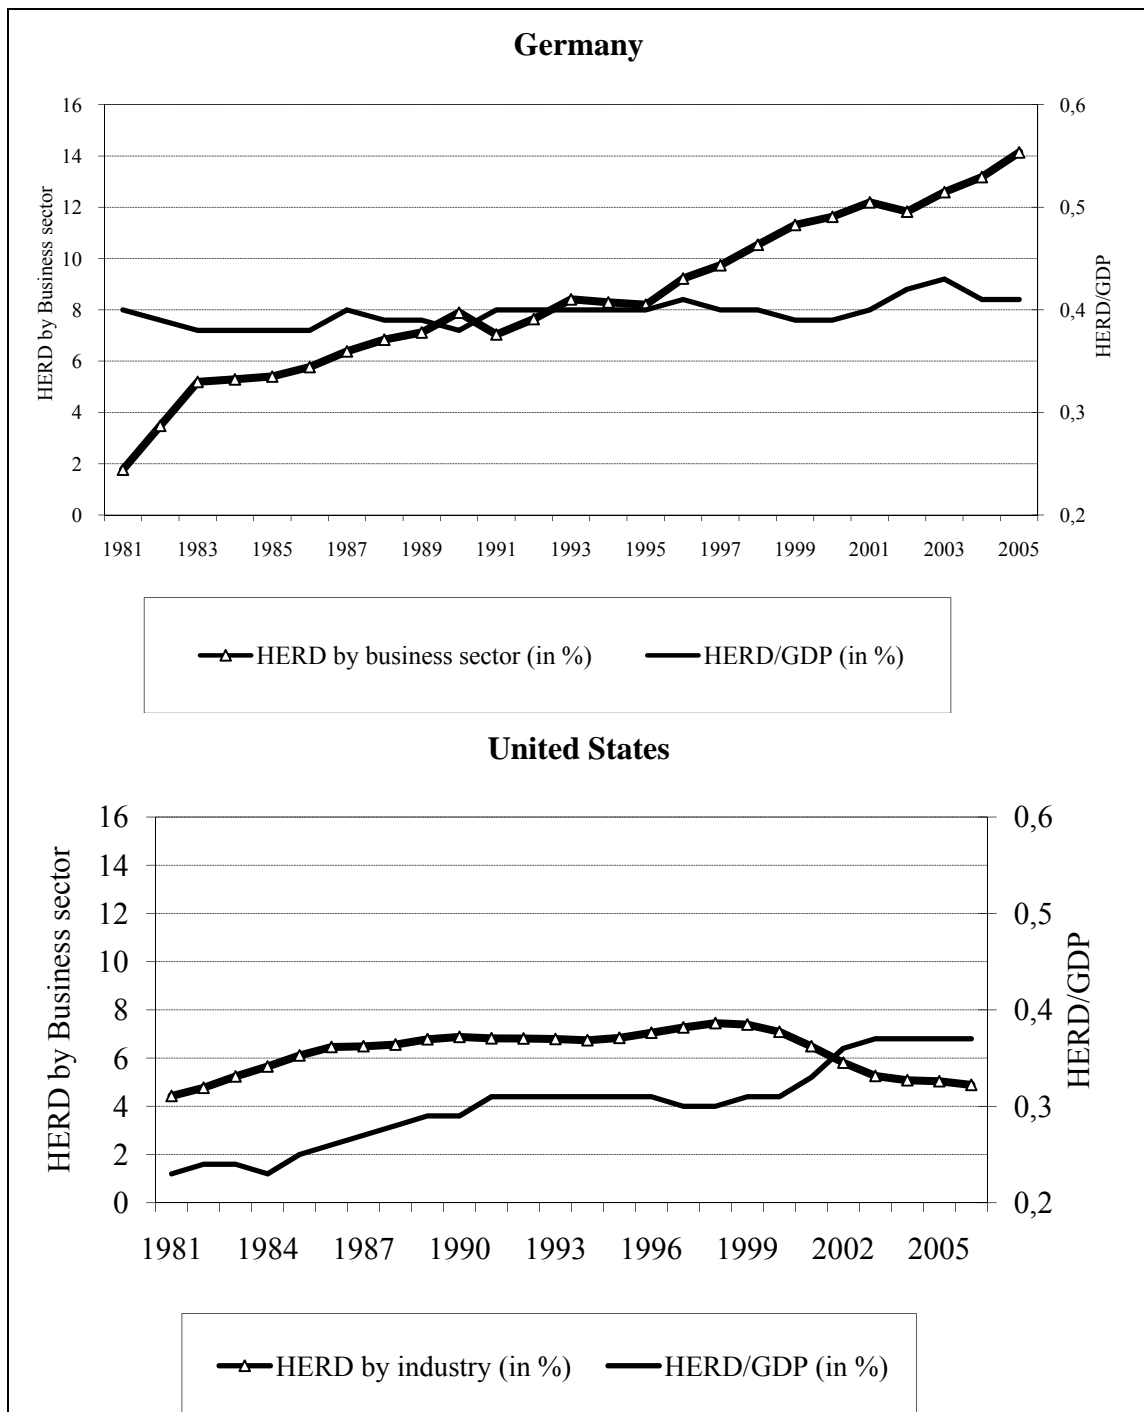 Germany
16
14
12
10
8
6
4
2
0
HERD by Business sector
0,6
0,5
0,4
0,3
0,2
HERD/GDP
1981 1983 1985 1987 1989 1991 1993 1995 1997 1999 2001 2003 2005
HERD by business sector (in %) HERD/GDP (in %)
United States
16
14
12
10
8
6
4
2
0
HERD by Business sector
0,6
0,5
0,4
0,3
0,2
HERD/GDP
1981 1984 1987 1990 1993 1996 1999 2002 2005
HERD by industry (in %) HERD/GDP (in %)